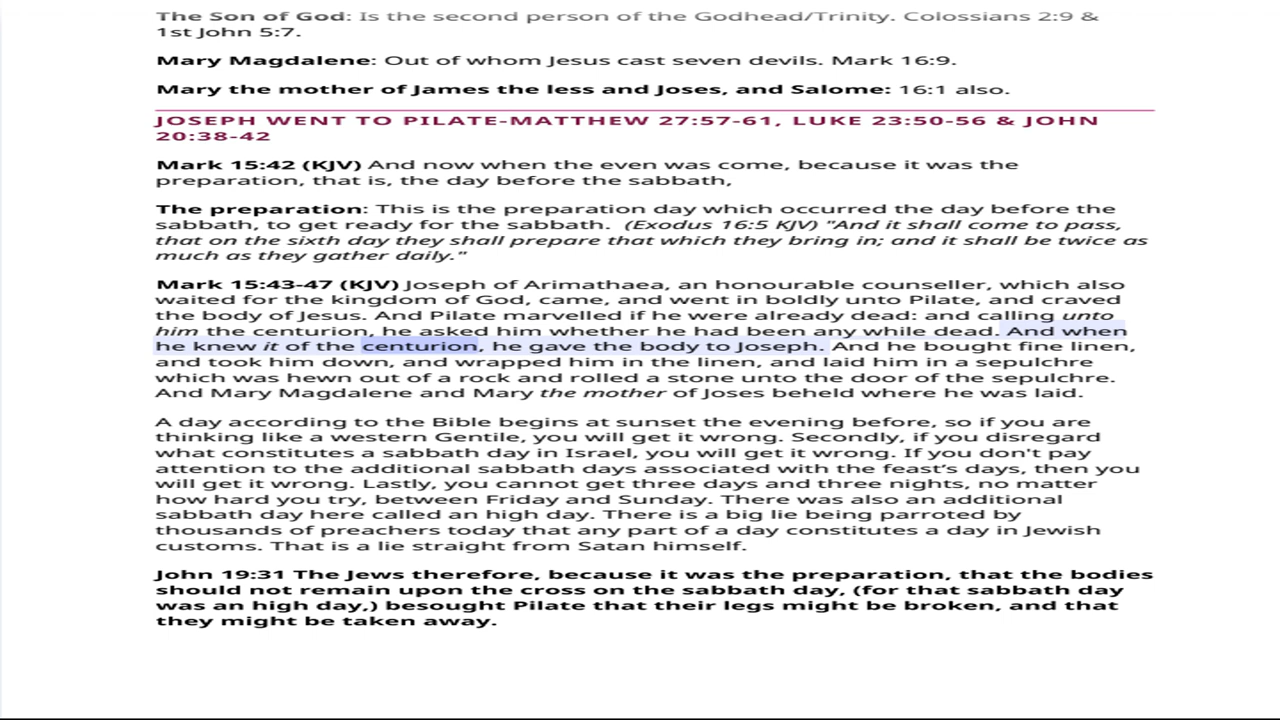 The Son of God: Is the second person of the Godhead/Trinity. Colossians 2:9 &
1st John 5:7.
Mary Magdalene: Out of whom Jesus cast seven devils. Mark 16:9.
Mary the mother of James the less and Joses, and Salome: 16:1 also.
JOSEPH WENT TO PILATE-MATTHEW 27:57-61, LUKE 23:50-56 & JOHN
20:38-42
Mark 15:42 (KJV) And now when the even was come, because it was the
preparation, that is, the day before the sabbath,
The preparation: This is the preparation day which occurred the day before the
sabbath, to get ready for the sabbath. (Exodus 16:5 KJV) "And it shall come to pass,
that on the sixth day they shall prepare that which they bring in; and it shall be twice as
much as they gather daily."
Mark 15:43-47 (KJV) Joseph of Arimathaea, an honourable counseller, which also
waited for the kingdom of God, came, and went in boldly unto Pilate, and craved
the body of Jesus. And Pilate marvelled if he were already dead: and calling unto
him the centurion, he asked him whether he had been any while dead. And when
he knew it of the centurion, he gave the body to Joseph. And he bought fine linen,
and took him down, and wrapped him in the linen, and laid him in a sepulchre
which was hewn out of a rock and rolled a stone unto the door of the sepulchre.
And Mary Magdalene and Mary the mother of Joses beheld where he was laid.
A day according to the Bible begins at sunset the evening before, so if you are
thinking like a western Gentile, you will get it wrong. Secondly, if you disregard
what constitutes a sabbath day in Israel, you will get it wrong. If you don't pay
attention to the additional sabbath days associated with the feast’s days, then you
will get it wrong. Lastly, you cannot get three days and three nights, no matter
how hard you try, between Friday and Sunday. There was also an additional
sabbath day here called an high day. There is a big lie being parroted by
thousands of preachers today that any part of a day constitutes a day in Jewish
customs. That is a lie straight from Satan himself.
John 19:31 The Jews therefore, because it was the preparation, that the bodies
should not remain upon the cross on the sabbath day, (for that sabbath day
was an high day,) besought Pilate that their legs might be broken, and that
they might be taken away.